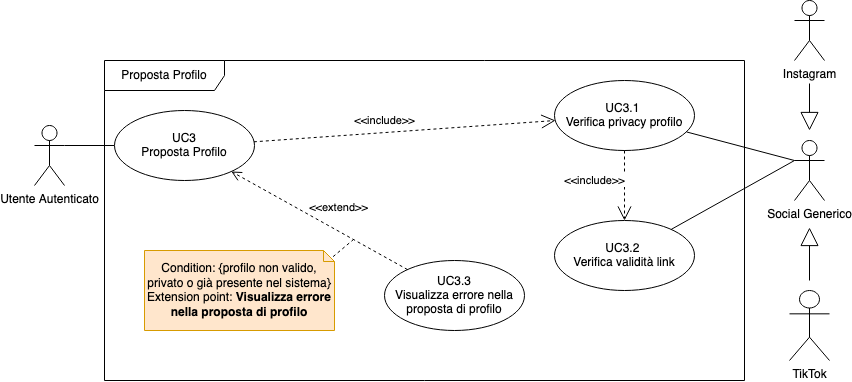 Instagram
Proposta Profilo
UC3
Proposta Profilo
<<include>>
UC3.1
Verifica privacy profilo
Utente Autenticato
<<include>>
<<extend>>
Social Generico
UC3.2
Verifica validità link
Condition: {profilo non valido,
privato o già presente nel sistema}
Extension point: Visualizza errore
nella proposta di profilo
UC3.3
Visualizza errore nella
proposta di profilo
TikTok